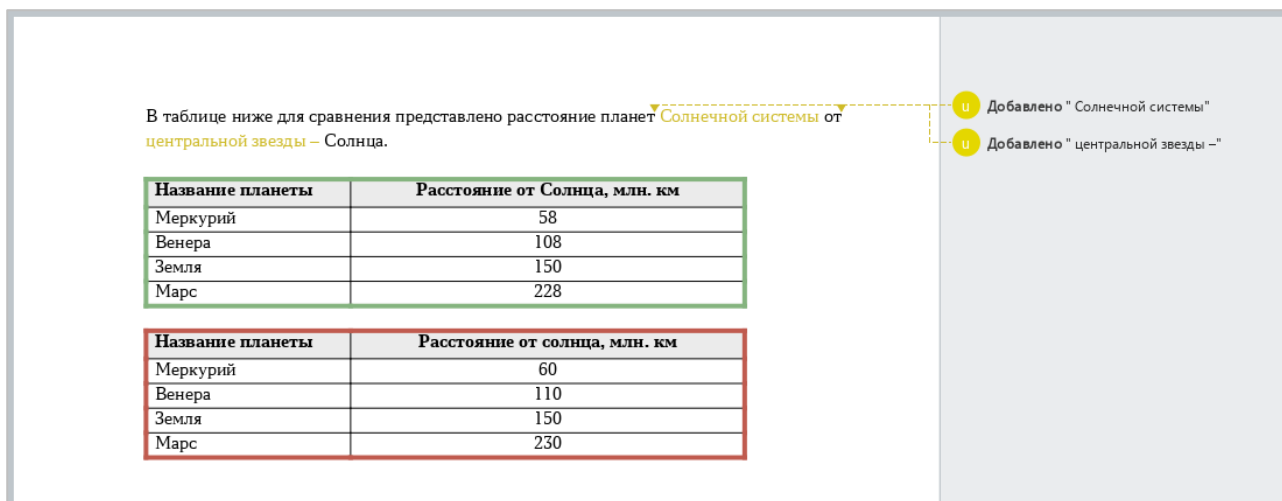 В таблице ниже для сравнения представлено расстояние планет Солнечной системы от
центральной звезды – Солнца.
Название планеты Расстояние от Солнца, млн. км
Меркурий 58
Венера 108
Земля 150
Марс 228
Название планеты Расстояние от солнца, млн. км
Меркурий 60
Венера 110
Земля 150
Марс 230
u Добавлено " Солнечной системы"
u Добавлено " центральной звезды –"